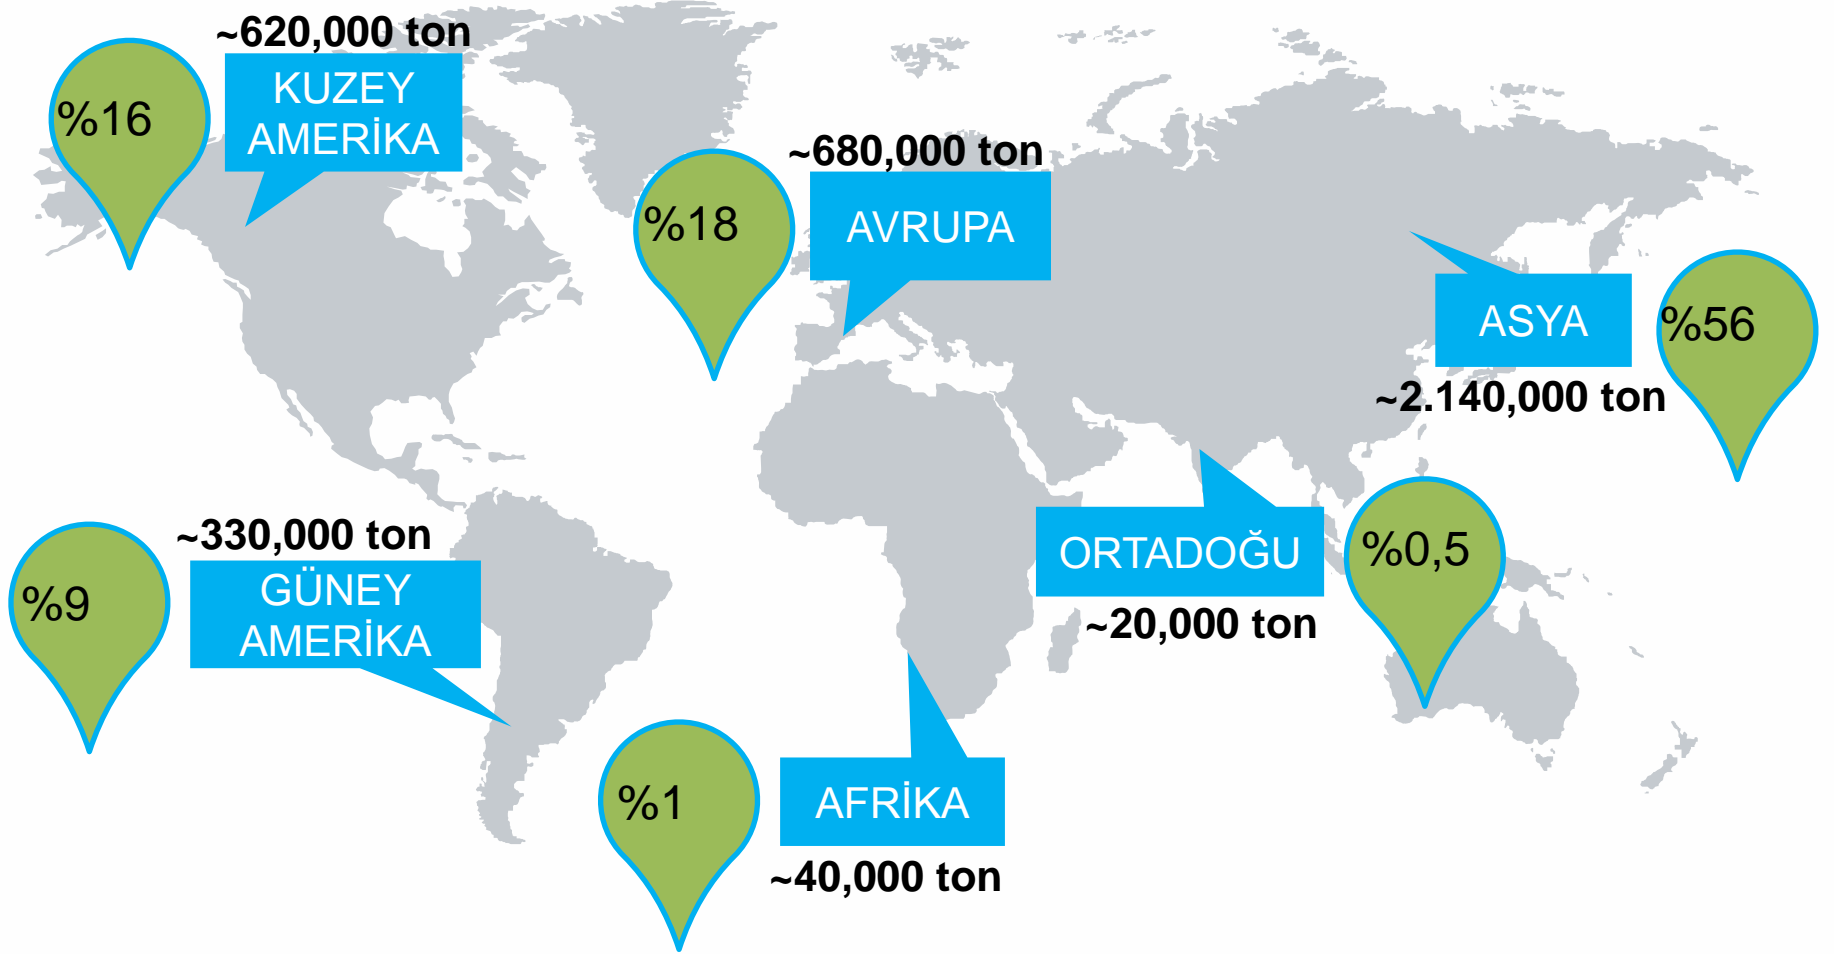 ~620,000 ton
%16
KUZEY
AMERİKA
~680,000 ton
%18
AVRUPA
ASYA
%56
~2.140,000 ton
~330,000 ton
%9
GÜNEY
AMERİKA
ORTADOĞU
%0,5
~20,000 ton
%1
AFRİKA
~40,000 ton